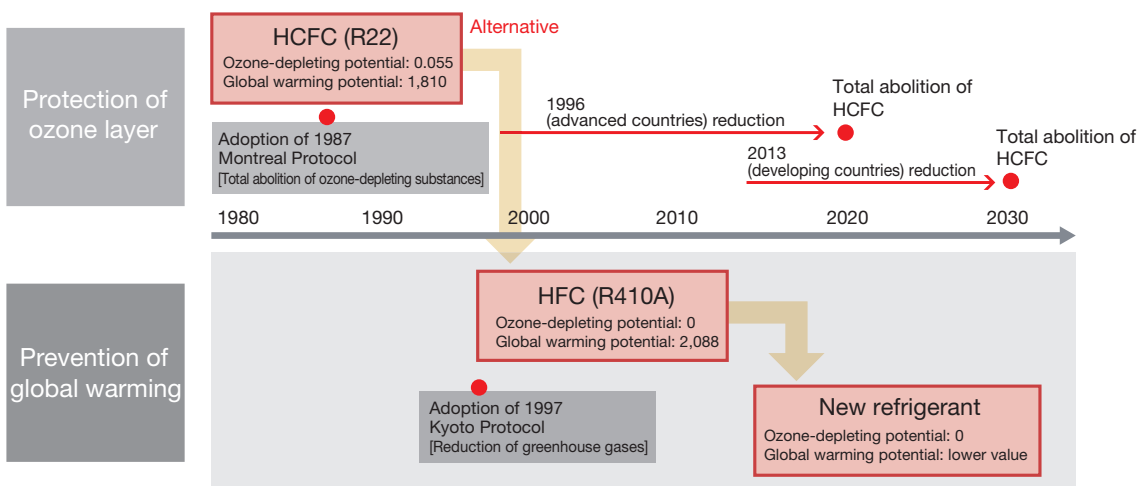 Protection of
ozone layer
HCFC (R22)
Ozone-depleting potential: 0.055
Global warming potential: 1,810
Alternative
Adoption of 1987
Montreal Protocol
[Total abolition of ozone-depleting substances]
1996
(advanced countries) reduction
Total abolition of
HCFC
2013
(developing countries) reduction
Total abolition of
HCFC
1980
1990
2000
2010
2020
2030
Prevention of
global warming
HFC (R410A)
Ozone-depleting potential: 0
Global warming potential: 2,088
Adoption of 1997
Kyoto Protocol
[Reduction of greenhouse gases]
New refrigerant
Ozone-depleting potential: 0
Global warming potential: lower value